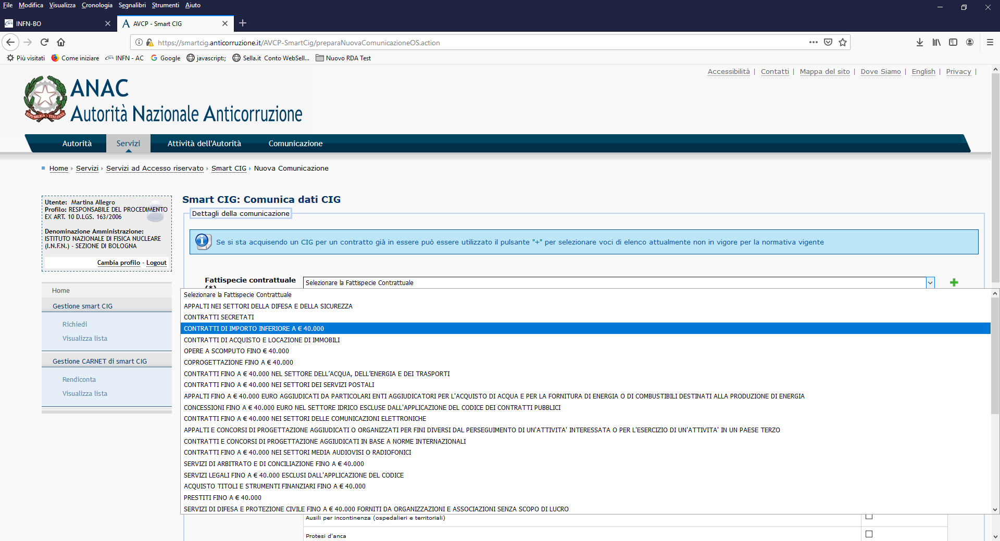 File Modifica Visualizza Cronologia Segnalibri Strumenti Aiuto
INFN-BO
AVCP - Smart CIG
https://smartcig.anticorruzione.it/AVCP-SmartCig/preparaNuovaComunicazioneOS.action
Più visitati Come iniziare INFN - AC Google javascript:; Sella.it Conto WebSell... Nuovo RDA Test
Accessibilità | Contatti | Mappa del sito | Dove Siamo | English | Privacy |
ANAC
Autorità Nazionale Anticorruzione
Autorità Servizi Attività dell'Autorità Comunicazione
Home Servizi Servizi ad Accesso riservato Smart CIG Nuova Comunicazione
Utente: Martina Allegro
Profilo: RESPONSABILE DEL PROCEDIMENTO
EX ART. 10 D.LGS. 163/2006
Denominazione Amministrazione:
ISTITUTO NAZIONALE DI FISICA NUCLEARE
(I.N.F.N.) - SEZIONE DI BOLOGNA
Cambia profilo - Logout
Home
Gestione smart CIG
Richiedi
Visualizza lista
Gestione CARNET di smart CIG
Rendiconta
Visualizza lista
Smart CIG: Comunica dati CIG
Dettagli della comunicazione
Se si sta acquisendo un CIG per un contratto già in essere può essere utilizzato il pulsante "+" per selezionare voci di elenco attualmente non in vigore per la normativa vigente
Fattispecie contrattuale
(*)
Selezionare la Fattispecie Contrattuale
Selezionare la Fattispecie Contrattuale
APPALTI NEI SETTORI DELLA DIFESA E DELLA SICUREZZA
CONTRATTI SECRETATI
CONTRATTI DI IMPORTO INFERIORE A € 40.000
CONTRATTI DI ACQUISTO E LOCAZIONE DI IMMOBILI
OPERE A SCOMPUTO FINO € 40.000
COPROGETTAZIONE FINO A € 40.000
CONTRATTI FINO A € 40.000 NEL SETTORE DELL’ACQUA, DELL’ENERGIA E DEI TRASPORTI
CONTRATTI FINO A € 40.000 NEI SETTORI DEI SERVIZI POSTALI
APPALTI FINO A € 40.000 EURO AGGIUDICATI DA PARTICOLARI ENTI AGGIUDICATORI PER L'ACQUISTO DI ACQUA E PER LA FORNITURA DI ENERGIA O DI COMBUSTIBILI DESTINATI ALLA PRODUZIONE DI ENERGIA
CONCESSIONI FINO A € 40.000 EURO NEL SETTORE IDRICO ESCLUSE DALL'APPLICAZIONE DEL CODICE DEI CONTRATTI PUBBLICI
CONTRATTI FINO A € 40.000 NEI SETTORI DELLE COMUNICAZIONI ELETTRONICHE
APPALTI E CONCORSI DI PROGETTAZIONE AGGIUDICATI O ORGANIZZATI PER FINI DIVERSI DAL PERSEGUIMENTO DI UN'ATTIVITA' INTERESSATA O PER L'ESERCIZIO DI UN'ATTIVITA' IN UN PAESE TERZO
CONTRATTI E CONCORSI DI PROGETTAZIONE AGGIUDICATI IN BASE A NORME INTERNAZIONALI
CONTRATTI FINO A € 40.000 NEI SETTORI MEDIA AUDIOVISI O RADIOFONICI
SERVIZI DI ARBITRATO E DI CONCILIAZIONE FINO A € 40.000
SERVIZI LEGALI FINO A € 40.000 ESCLUSI DALL'APPLICAZIONE DEL CODICE
ACQUISTO TITOLI E STRUMENTI FINANZIARI FINO A € 40.000
PRESTITI FINO A € 40.000
SERVIZI DI DIFESA E PROTEZIONE CIVILE FINO A € 40.000 FORNITI DA ORGANIZZAZIONI E ASSOCIAZIONI SENZA SCOPO DI LUCRO
Ausili per incontinenza (ospedalieri e territoriali)
Protesi d'anca